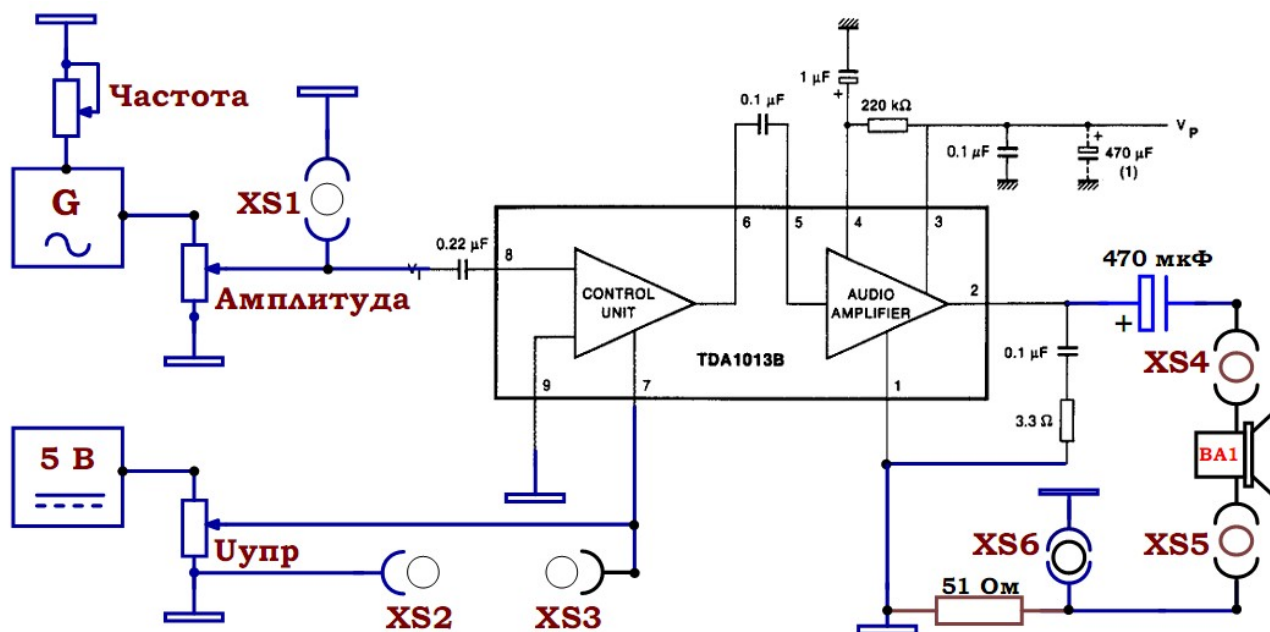 Частота
G
XS1
Амплитуда
V I
0.22 µF
8
CONTROL
UNIT
9
7
TDA1013B
6
5
0.1 µF
1 µF
+
220 kΩ
4
3
0.1 µF
+
470 µF
(1)
V P
AUDIO
AMPLIFIER
2
1
0.1 µF
3.3 Ω
470 мкФ
+
XS4
BA1
XS5
XS6
51 Ом
5 В
Uупр
XS2
XS3